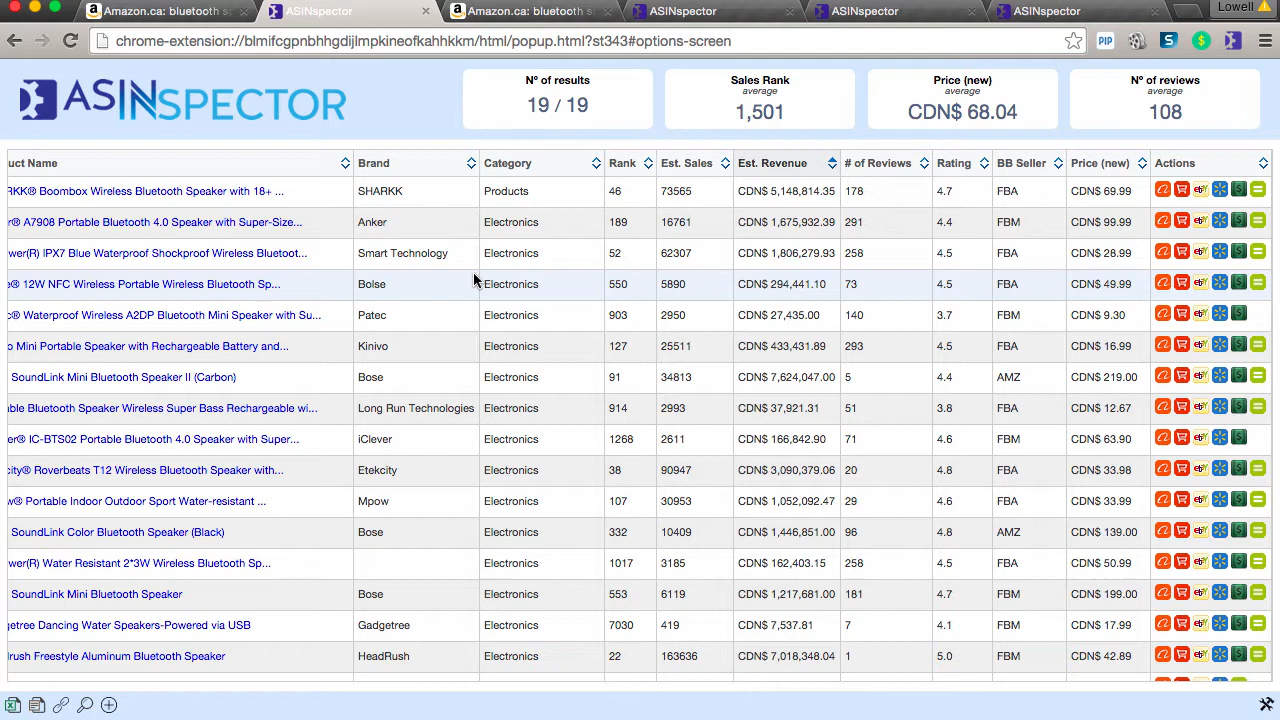 Amazon.ca: bluetooth s
ASINspector
Amazon.ca: bluetooth s
ASINspector
ASINspector
ASINspector
Lowell
chrome-extension://blmifcgpnbhhgdijlmpkineofkahhkkm/html/popup.html?st343#options-screen
PIP
ASINSPECTOR
Nº of results
19 / 19
Sales Rank
average
1,501
Price (new)
average
CDN$ 68.04
Nº of reviews
average
108
uct Name Brand Category Rank Est. Sales Est. Revenue # of Reviews Rating BB Seller Price (new) Actions
RKK® Boombox Wireless Bluetooth Speaker with 18+ ... SHARKK Products 46 73565 CDN$ 5,148,814.35 178 4.7 FBA CDN$ 69.99
r® A7908 Portable Bluetooth 4.0 Speaker with Super-Size... Anker Electronics 189 16761 CDN$ 1,675,932.39 291 4.4 FBM CDN$ 99.99
wer(R) IPX7 Blue Waterproof Shockproof Wireless Bluetoot... Smart Technology Electronics 52 62307 CDN$ 1,806,279.93 258 4.5 FBA CDN$ 28.99
e® 12W NFC Wireless Portable Wireless Bluetooth Sp... Bolse Electronics 550 5890 CDN$ 294,441.10 73 4.5 FBA CDN$ 49.99
c® Waterproof Wireless A2DP Bluetooth Mini Speaker with Su... Patec Electronics 903 2950 CDN$ 27,435.00 140 3.7 FBM CDN$ 9.30
o Mini Portable Speaker with Rechargeable Battery and... Kinivo Electronics 127 25511 CDN$ 433,431.89 293 4.5 FBA CDN$ 16.99
SoundLink Mini Bluetooth Speaker II (Carbon) Bose Electronics 91 34813 CDN$ 7,624,047.00 5 4.4 AMZ CDN$ 219.00
ble Bluetooth Speaker Wireless Super Bass Rechargeable wi... Long Run Technologies Electronics 914 2993 CDN$ 37,921.31 51 3.8 FBA CDN$ 12.67
er® IC-BTS02 Portable Bluetooth 4.0 Speaker with Super... iClever Electronics 1268 2611 CDN$ 166,842.90 71 4.6 FBM CDN$ 63.90
city® Roverbeats T12 Wireless Bluetooth Speaker with... Etekcity Electronics 38 90947 CDN$ 3,090,379.06 20 4.6 FBA CDN$ 33.98
w® Portable Indoor Outdoor Sport Water-resistant ... Mpow Electronics 107 30953 CDN$ 1,052,092.47 29 4.6 FBA CDN$ 33.99
SoundLink Color Bluetooth Speaker (Black) Bose Electronics 332 10409 CDN$ 1,446,851.00 96 4.8 AMZ CDN$ 139.00
wer(R) Water Resistant 2*3W Wireless Bluetooth Sp... Electronics 1017 3185 CDN$ 162,403.15 258 4.5 FBA CDN$ 50.99
SoundLink Mini Bluetooth Speaker Bose Electronics 553 6119 CDN$ 1,217,681.00 181 4.7 FBM CDN$ 199.00
getree Dancing Water Speakers-Powered via USB Gadgetree Electronics 7030 419 CDN$ 7,537.81 7 4.1 FBM CDN$ 17.99
rush Freestyle Aluminum Bluetooth Speaker HeadRush Electronics 22 163636 CDN$ 7,018,348.04 1 5.0 FBM CDN$ 42.89